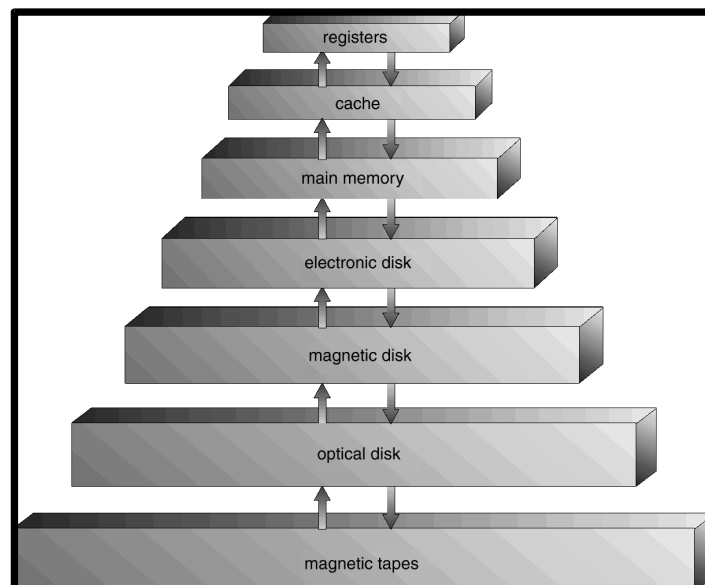 registers
cache
main memory
electronic disk
magnetic disk
optical disk
magnetic tapes